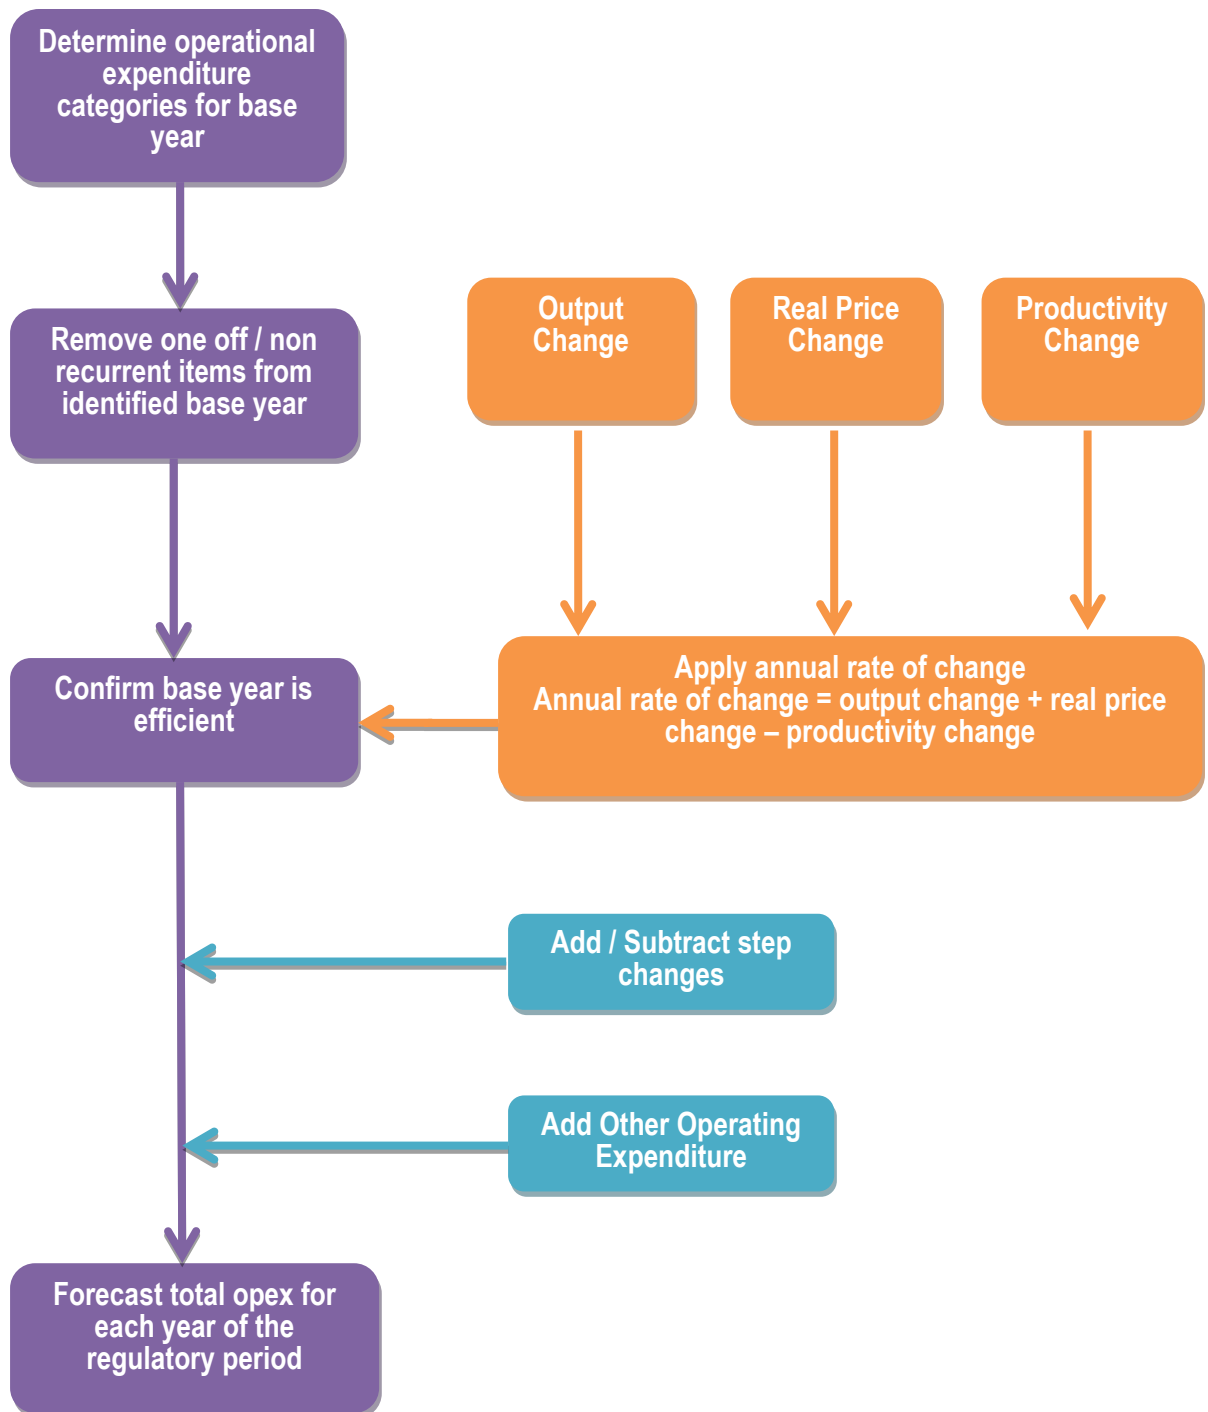 Determine operational
expenditure
categories for base
year
Remove one off / non
recurrent items from
identified base year
Output
Change
Real Price
Change
Productivity
Change
Confirm base year is
efficient
Apply annual rate of change
Annual rate of change = output change + real price
change – productivity change
Add / Subtract step
changes
Add Other Operating
Expenditure
Forecast total opex for
each year of the
regulatory period